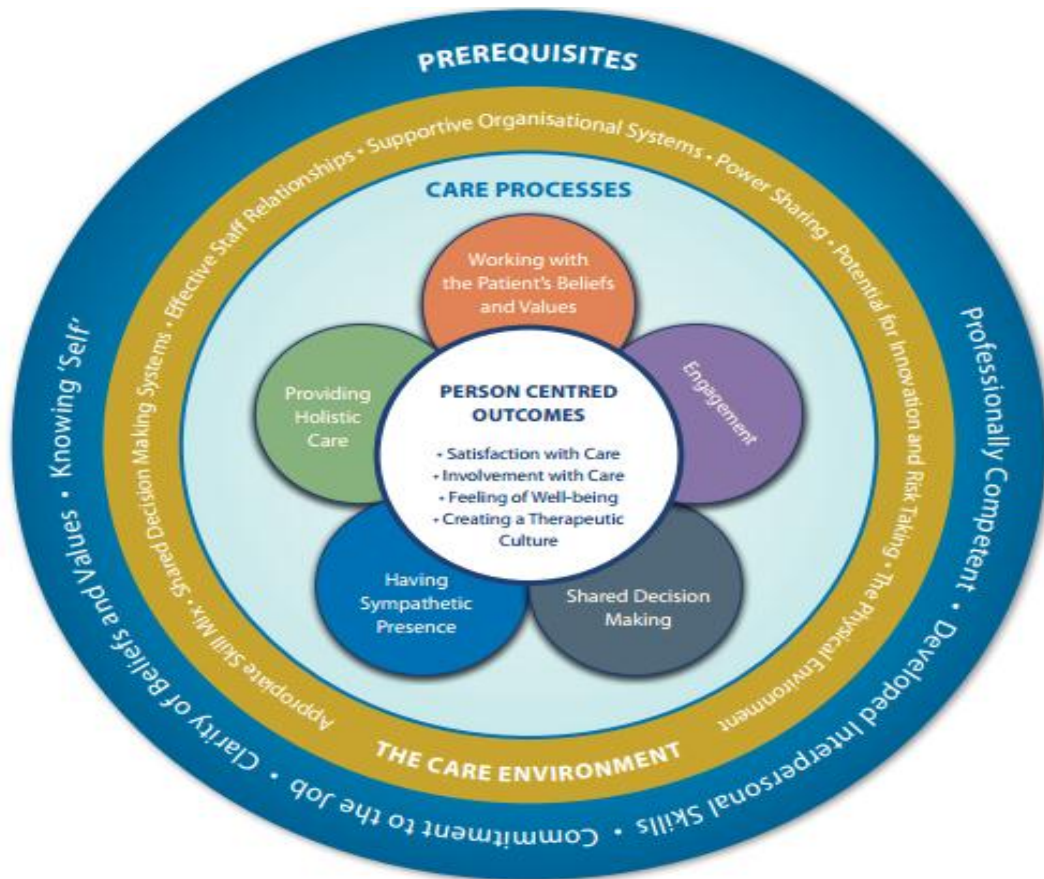 PREREQUISITES
Professionally Competent • Developed Interpersonal Skills • Commitment to the Job • Clarity of Beliefs and Values • Knowing 'Self'
Appropiate Skill Mix • Shared Decision Making Systems • Effective Staff Relationships • Supportive Organisational Systems • Power Sharing • Potential for Innovation and Risk Taking • The Physical Environment
THE CARE ENVIRONMENT
CARE PROCESSES
Working with
the Patient's Beliefs
and Values
Engagement
Shared Decision
Making
Having
Sympathetic
Presence
Providing
Holistic
Care
PERSON CENTRED
OUTCOMES
• Satisfaction with Care
• Involvement with Care
• Feeling of Well-being
• Creating a Therapeutic
Culture